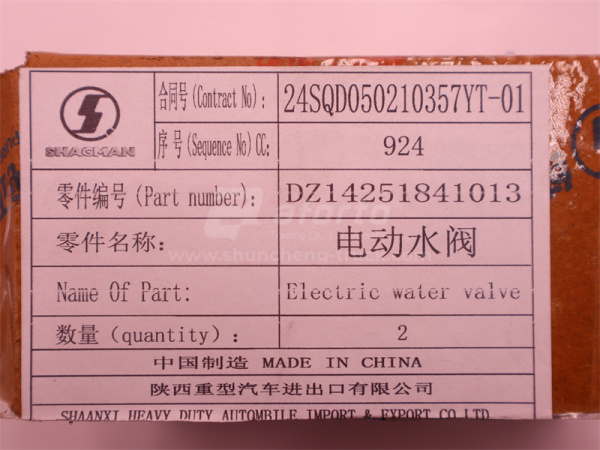 合同号(Contract No): 24SQD050210357YT-01
SHACMAN
序号(Sequence No)CC: 924
零件编号(Part number): DZ14251841013
零件名称: 电动水阀
Name Of Part: Electric water valve
数量(quantity): 2
中国制造 MADE IN CHINA
陕西重型汽车进出口有限公司
SHAANXI HEAVY DUTY AUTOMBILE IMPORT & EXPORT CO.LTD